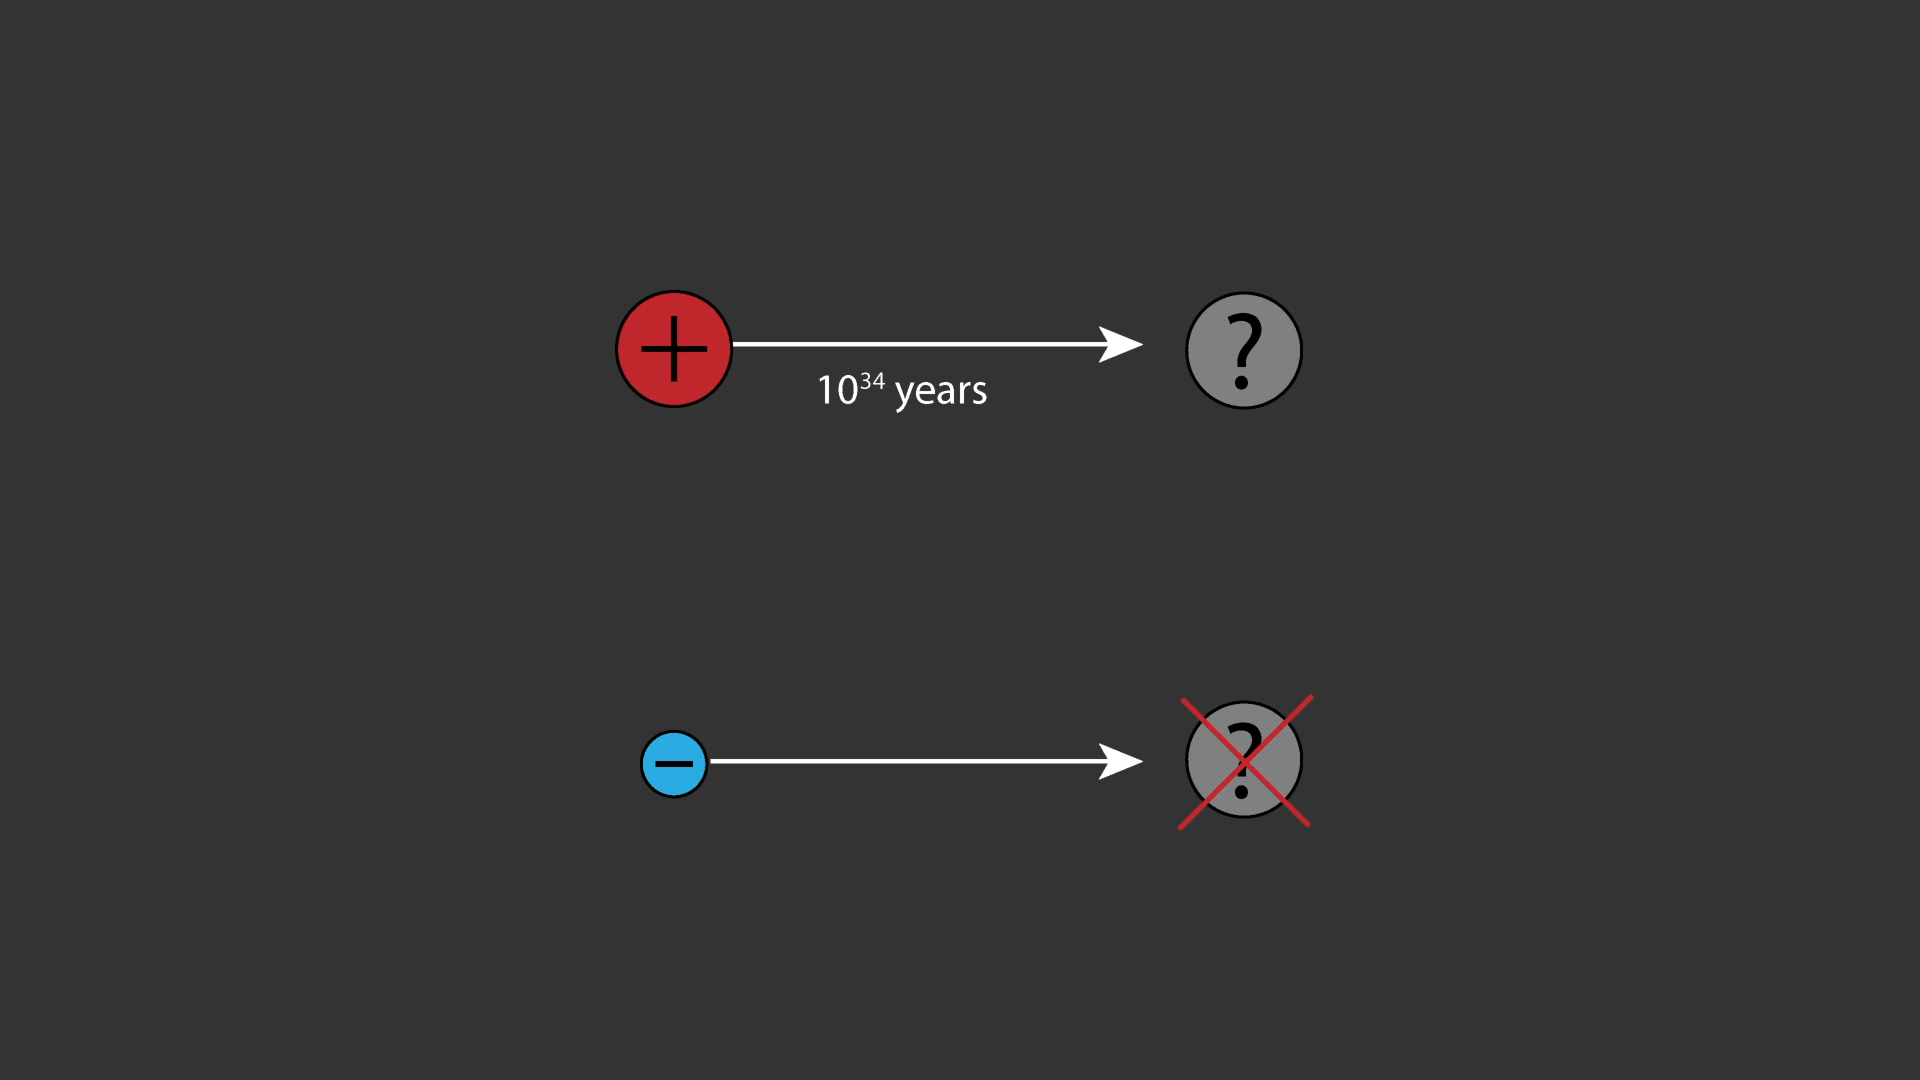 +
?
10³⁴ years
−
?